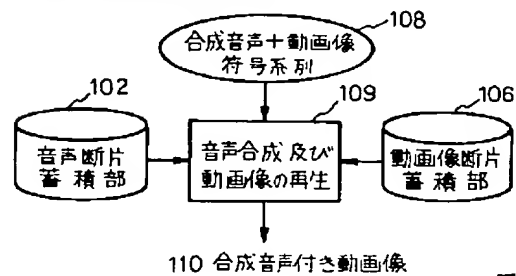 108
合成音声+動画像
符号系列
102
109
106
音声断片
蓄積部
音声合成及び
動画像の再生
動画像断片
蓄積部
110 合成音声付き動画像